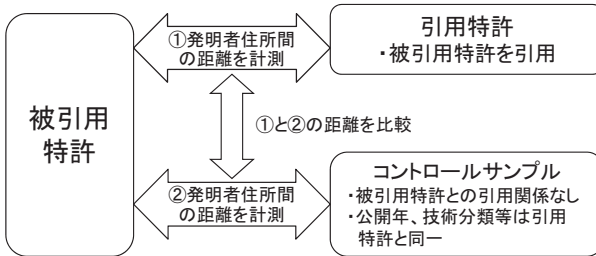 ①発明者住所間
の距離を計測
引用特許
・被引用特許を引用
被引用
特許
①と②の距離を比較
②発明者住所間
の距離を計測
コントロールサンプル
・被引用特許との引用関係なし
・公開年、技術分類等は引用
特許と同一